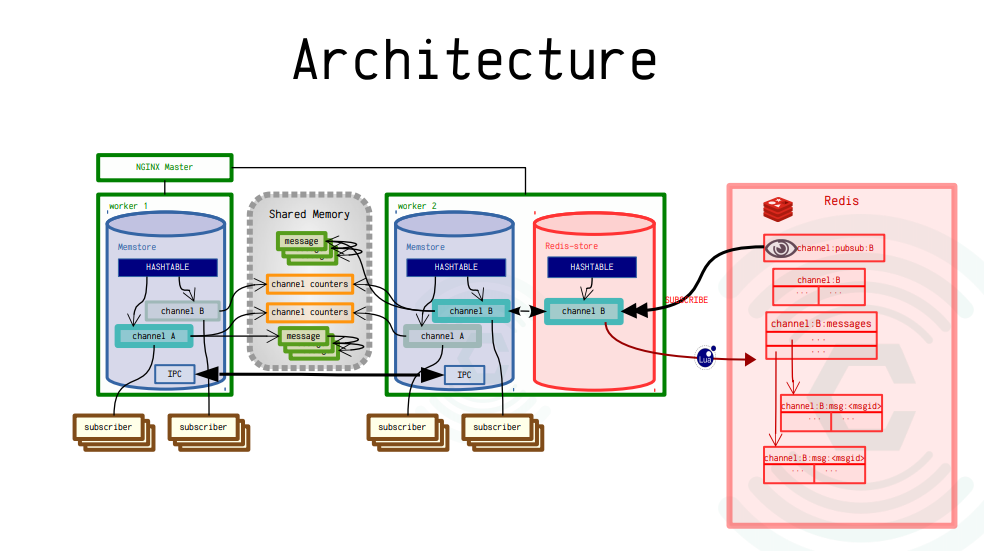 Architecture
NGINX Master
worker 1
Memstore
HASHTABLE
channel B
channel A
IPC
subscriber
subscriber
Shared Memory
message
channel counters
channel counters
message
worker 2
Memstore
HASHTABLE
channel B
channel A
IPC
subscriber
subscriber
Redis-store
HASHTABLE
channel B
SUBSCRIBE
Lua
Redis
channel:pubsub:B
channel:B
... ...
channel:B:messages
...
...
channel:B:msg:<msgid>
... ...
channel:B:msg:<msgid>
... ...